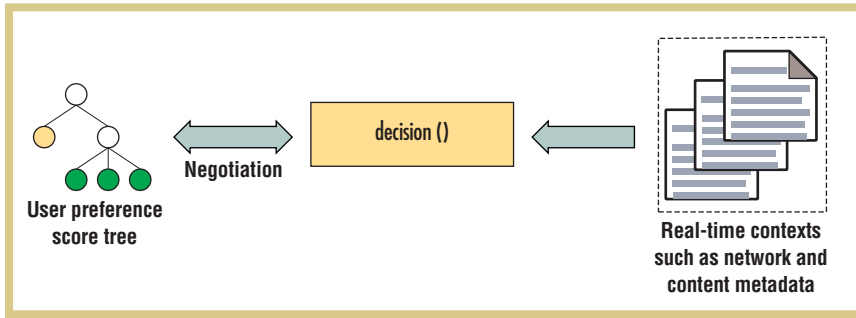 decision ()
Negotiation
User preference
score tree
Real-time contexts
such as network and
content metadata